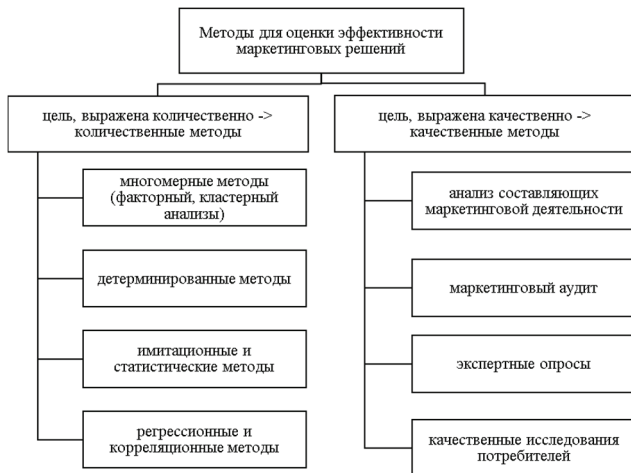 Методы для оценки эффективности
маркетинговых решений
цель, выражена количественно ->
количественные методы
многомерные методы
(факторный, кластерный
анализы)
детерминированные методы
имитационные и
статистические методы
регрессионные и
корреляционные методы
цель, выражена качественно ->
качественные методы
анализ составляющих
маркетинговой деятельности
маркетинговый аудит
экспертные опросы
качественные исследования
потребителей